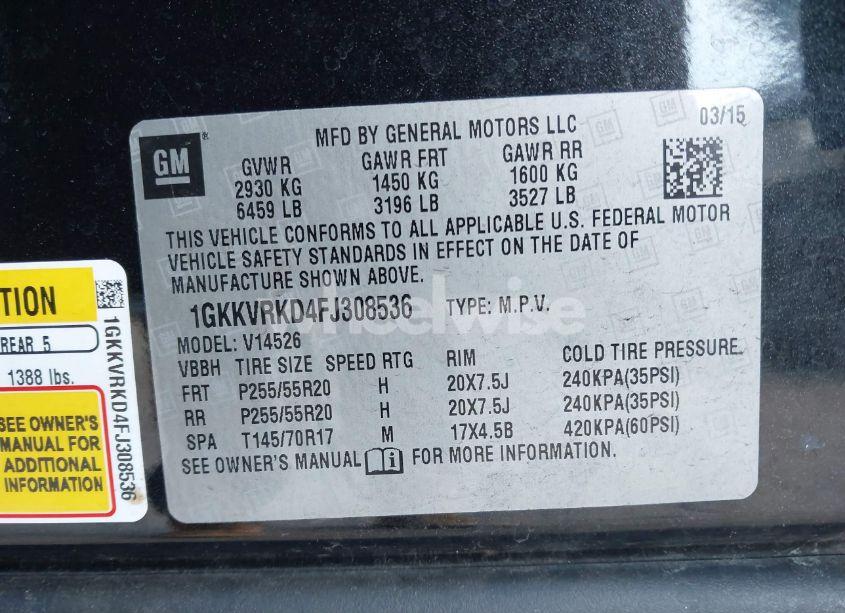 GM
MFD BY GENERAL MOTORS LLC
03/15
GVWR GAWR FRT GAWR RR
2930 KG 1450 KG 1600 KG
6459 LB 3196 LB 3527 LB
THIS VEHICLE CONFORMS TO ALL APPLICABLE U.S. FEDERAL MOTOR
VEHICLE SAFETY STANDARDS IN EFFECT ON THE DATE OF
MANUFACTURE SHOWN ABOVE.
1GKKVRKD4FJ308536 TYPE: M.P.V.
MODEL: V14526
VBBH TIRE SIZE SPEED RTG RIM COLD TIRE PRESSURE
FRT P255/55R20 H 20X7.5J 240KPA(35PSI)
RR P255/55R20 H 20X7.5J 240KPA(35PSI)
SPA T145/70R17 M 17X4.5B 420KPA(60PSI)
SEE OWNER'S MANUAL FOR MORE INFORMATION.
wheelwise
TION
REAR 5
1388 lbs.
SEE OWNER'S
MANUAL FOR
ADDITIONAL
INFORMATION
1GKKVRKD4FJ308536